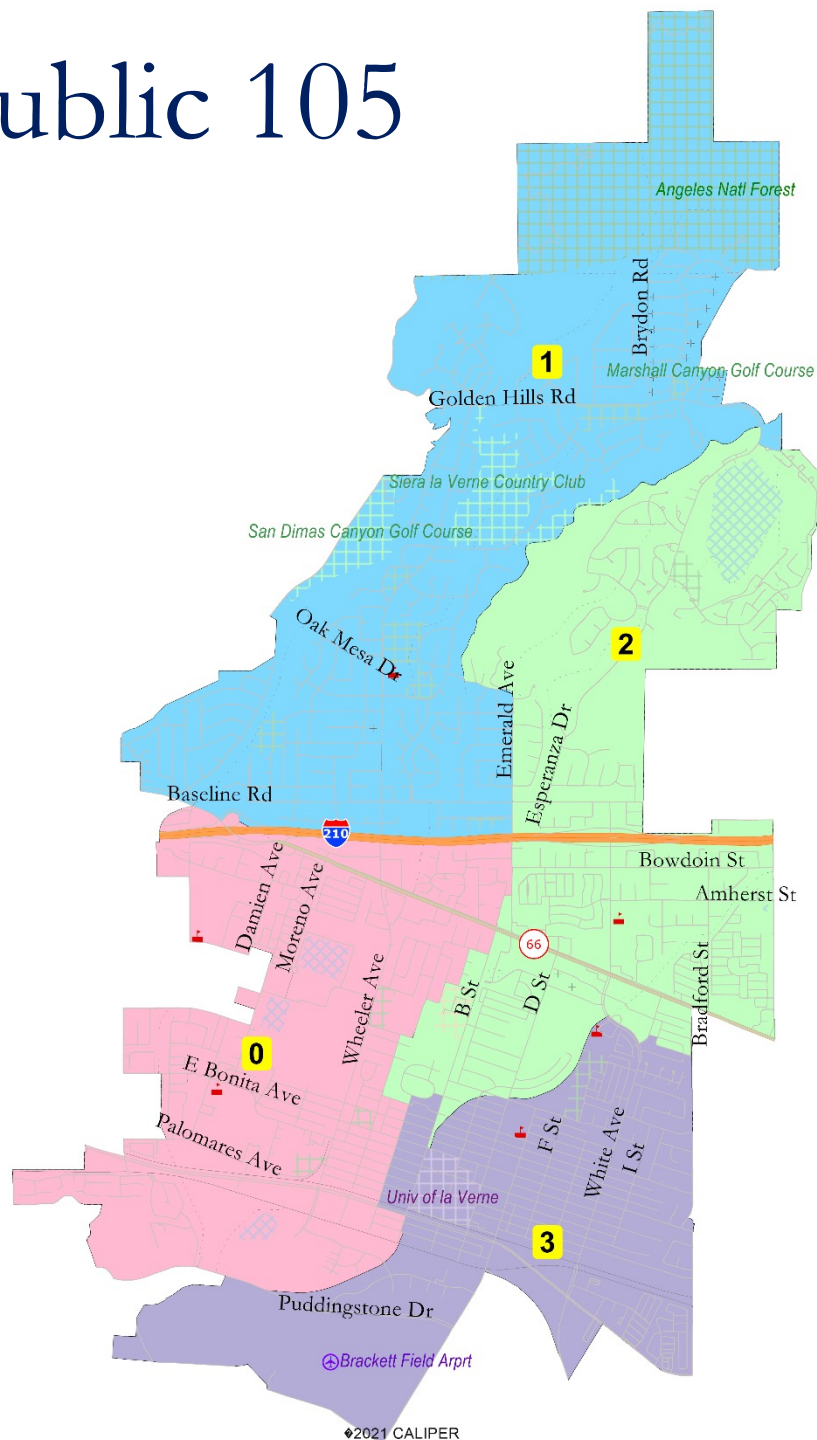 ublic 105
Angeles Natl Forest
Brydon Rd
1
Marshall Canyon Golf Course
Golden Hills Rd
Siera la Verne Country Club
San Dimas Canyon Golf Course
Oak Mesa Dr
2
Emerald Ave
Esperanza Dr
Baseline Rd
210
Bowdoin St
Amherst St
Damien Ave
Moreno Ave
66
Wheeler Ave
B St
D St
Bradford St
0
E Bonita Ave
Palomares Ave
F St
White Ave
I St
Univ of la Verne
3
Puddingstone Dr
Brackett Field Arprt
�2021 CALIPER